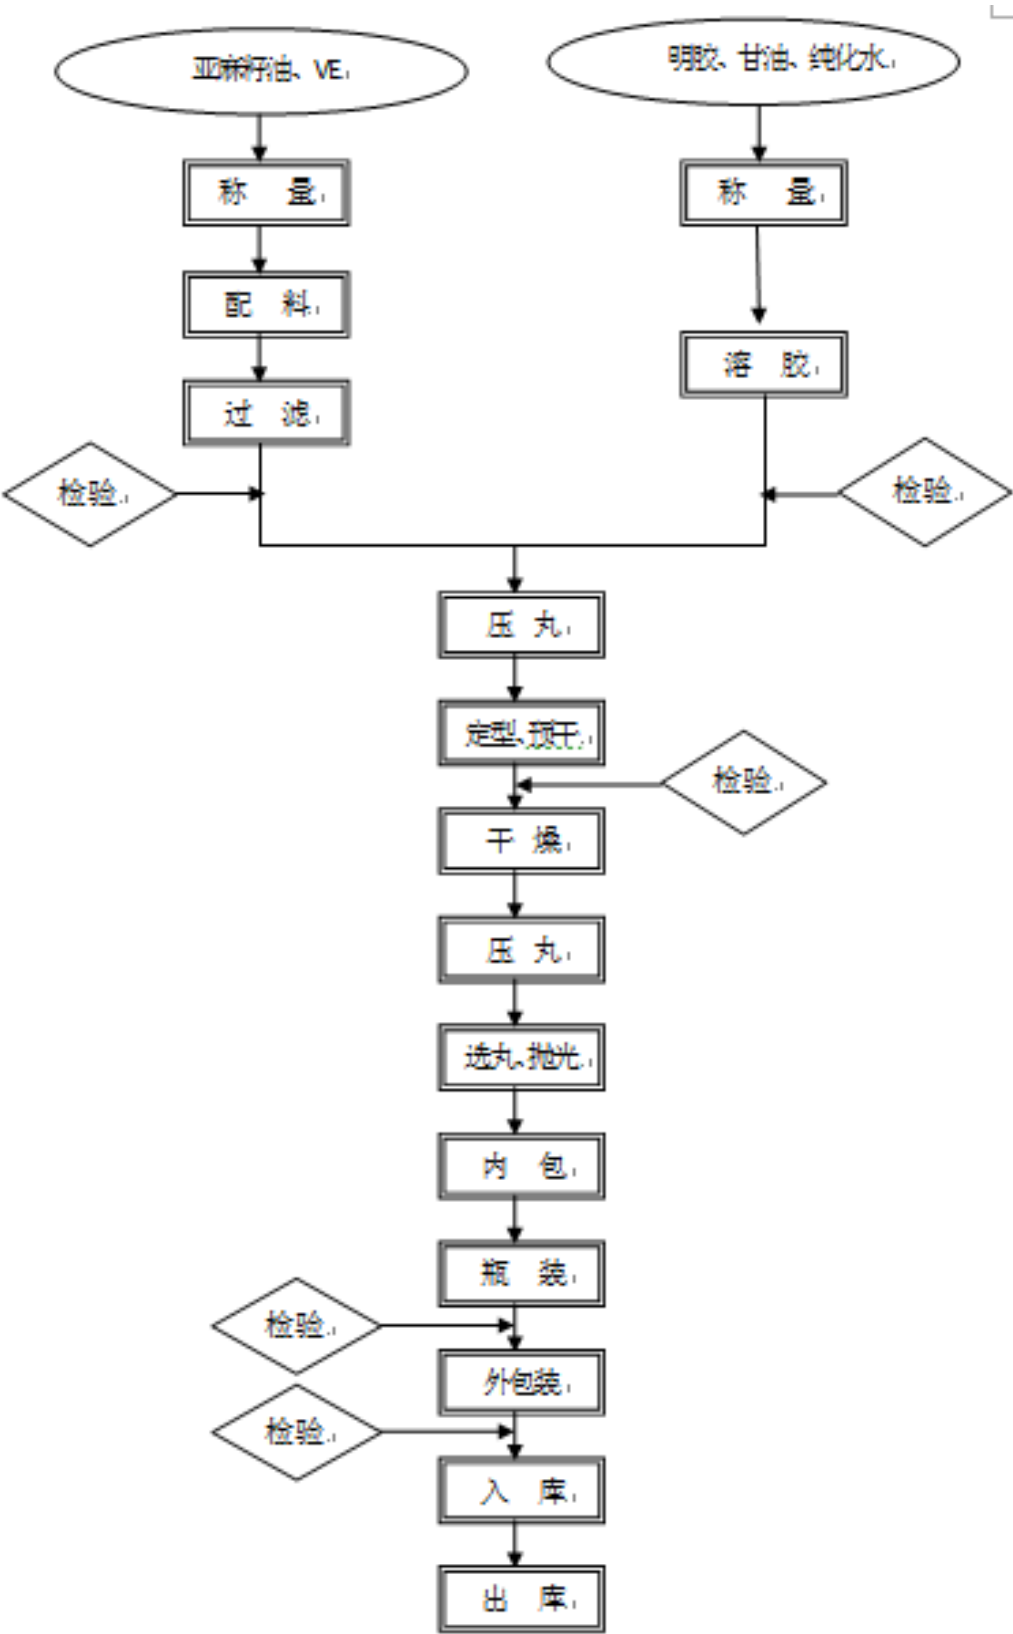 亚麻籽油、VE
明胶、甘油、纯化水
称 量
称 量
配 料
溶 胶
过 滤
检验
检验
压 丸
定型、预干
检验
干 燥
压 丸
选丸、抛光
内 包
瓶 装
检验
外包装
检验
入 库
出 库